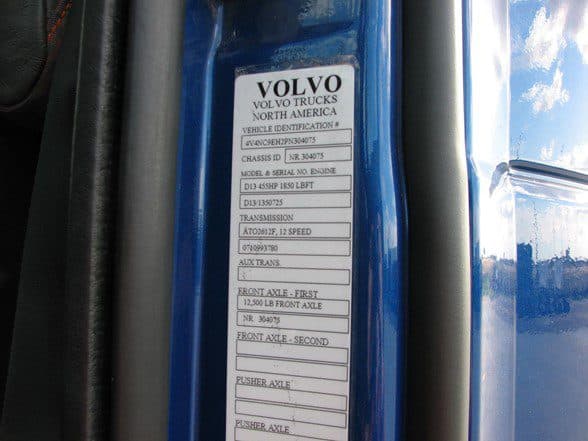 VOLVO
VOLVO TRUCKS
NORTH AMERICA
VEHICLE IDENTIFICATION #
4V4NC9EH2PN304075
CHASSIS ID NR 304075
MODEL & SERIAL NO. ENGINE
D13 455HP 1850 LBFT
D13/1350725
TRANSMISSION
ATO2612F, 12 SPEED
0710993780
AUX TRANS.
FRONT AXLE - FIRST
12,500 LB FRONT AXLE
NR 304075
FRONT AXLE - SECOND
PUSHER AXLE
PUSHER AXLE